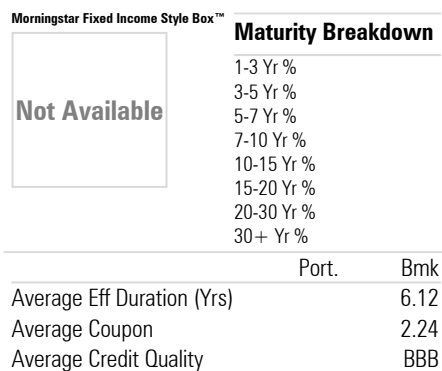 Morningstar Fixed Income Style Box™
Not Available
Maturity Breakdown
1-3 Yr %
3-5 Yr %
5-7 Yr %
7-10 Yr %
10-15 Yr %
15-20 Yr %
20-30 Yr %
30+ Yr %
Port. Bmk
Average Eff Duration (Yrs) 6.12
Average Coupon 2.24
Average Credit Quality BBB